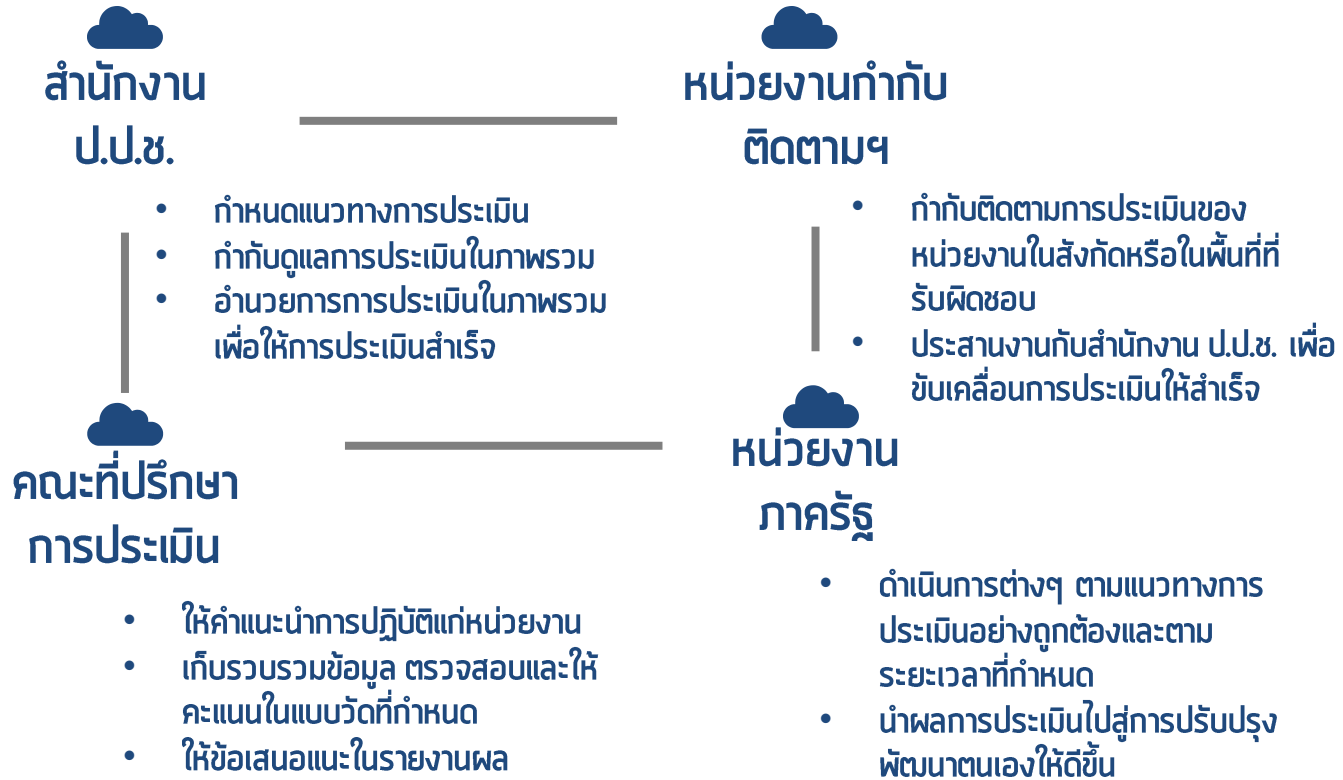 สำนักงาน
ป.ป.ช.
• กำหนดแนวทางการประเมิน
• กำกับดูแลการประเมินในภาพรวม
• อำนวยการการประเมินในภาพรวม
เพื่อให้การประเมินสำเร็จ
หน่วยงานกำกับ
ติดตามฯ
• กำกับติดตามการประเมินของ
หน่วยงานในสังกัดหรือในพื้นที่ที่
รับผิดชอบ
• ประสานงานกับสำนักงาน ป.ป.ช. เพื่อ
ขับเคลื่อนการประเมินให้สำเร็จ
คณะที่ปรึกษา
การประเมิน
• ให้คำแนะนำการปฏิบัติแก่หน่วยงาน
• เก็บรวบรวมข้อมูล ตรวจสอบและให้
คะแนนในแบบวัดที่กำหนด
• ให้ข้อเสนอแนะในรายงานผล
หน่วยงาน
ภาครัฐ
• ดำเนินการต่างๆ ตามแนวทางการ
ประเมินอย่างถูกต้องและตาม
ระยะเวลาที่กำหนด
• นำผลการประเมินไปสู่การปรับปรุง
พัฒนาตนเองให้ดีขึ้น